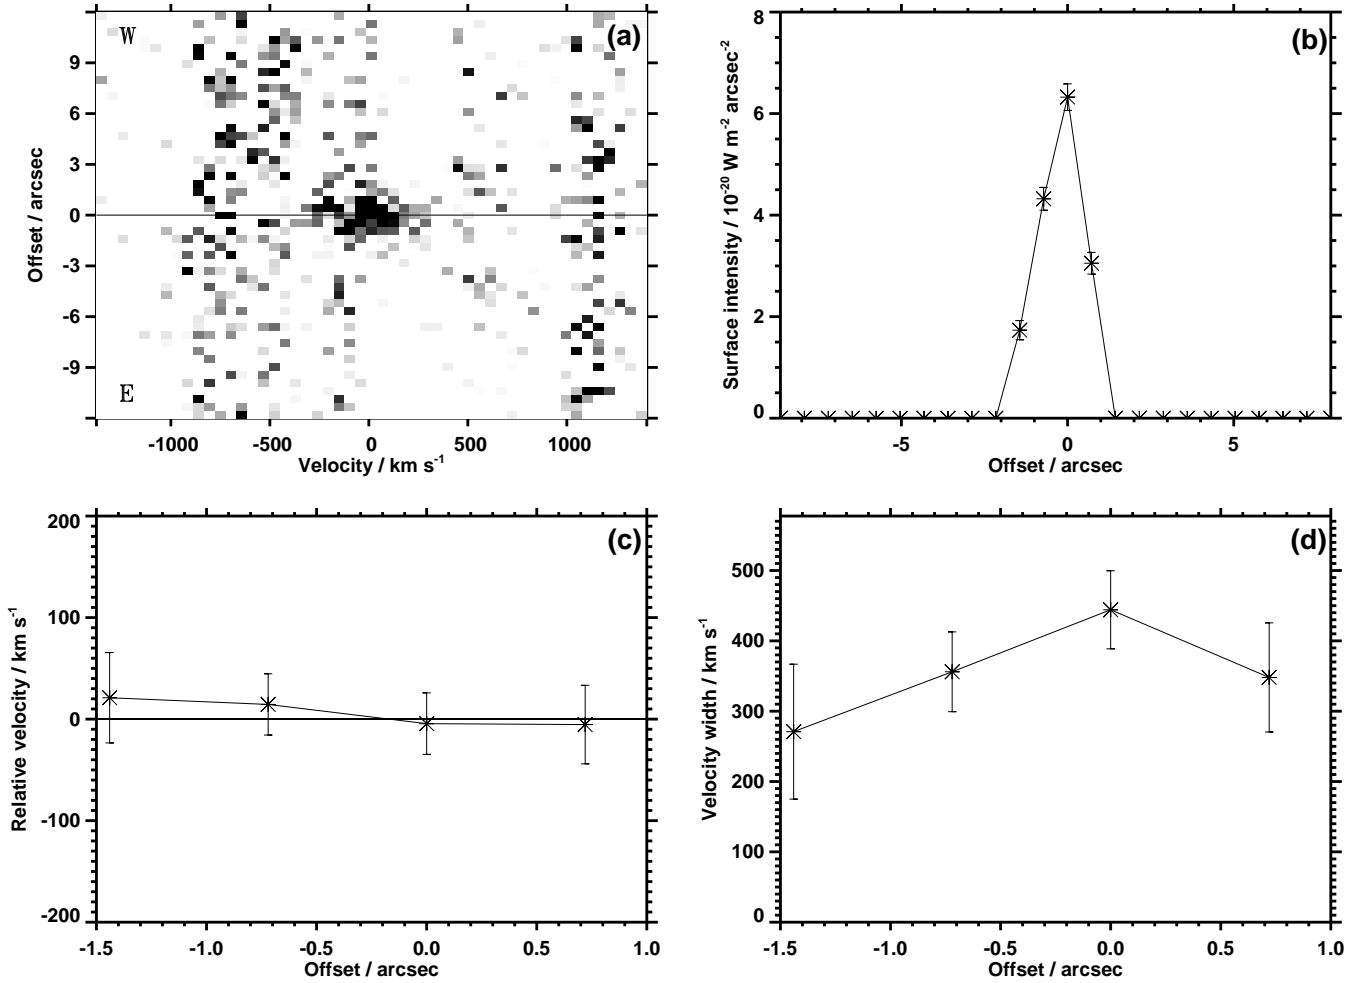 W
(a)
9
6
3
0
-3
-6
-9
E
Offset / arcsec
-1000 -500 0 500 1000
Velocity / km s⁻¹
(b)
8
6
4
2
0
Surface intensity / 10⁻²⁰ W m⁻² arcsec⁻²
-5 0 5
Offset / arcsec
(c)
200
100
0
-100
-200
Relative velocity / km s⁻¹
-1.5 -1.0 -0.5 0.0 0.5 1.0
Offset / arcsec
(d)
500
400
300
200
100
0
Velocity width / km s⁻¹
-1.5 -1.0 -0.5 0.0 0.5 1.0
Offset / arcsec